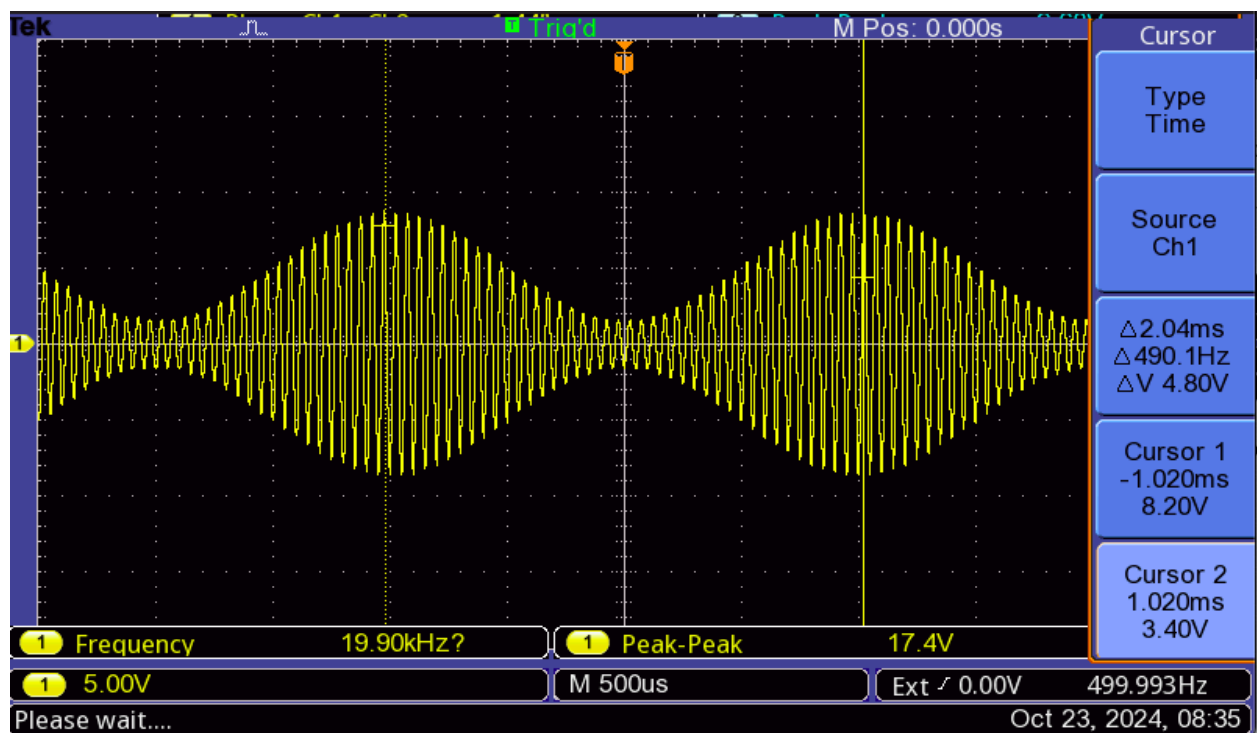 Tek
T Trig'd
M Pos: 0.000s
Cursor
T
Type
Time
Source
Ch1
△2.04ms
△490.1Hz
△V 4.80V
1
Cursor 1
-1.020ms
8.20V
Cursor 2
1.020ms
3.40V
1 Frequency 19.90kHz?
1 Peak-Peak 17.4V
1 5.00V
M 500us
Ext / 0.00V 499.993Hz
Please wait....
Oct 23, 2024, 08:35